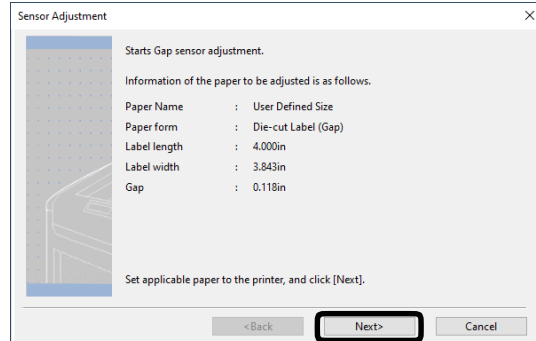 Sensor Adjustment
Starts Gap sensor adjustment.
Information of the paper to be adjusted is as follows.
Paper Name : User Defined Size
Paper form : Die-cut Label (Gap)
Label length : 4.000in
Label width : 3.843in
Gap : 0.118in
Set applicable paper to the printer, and click [Next].
<Back Next> Cancel